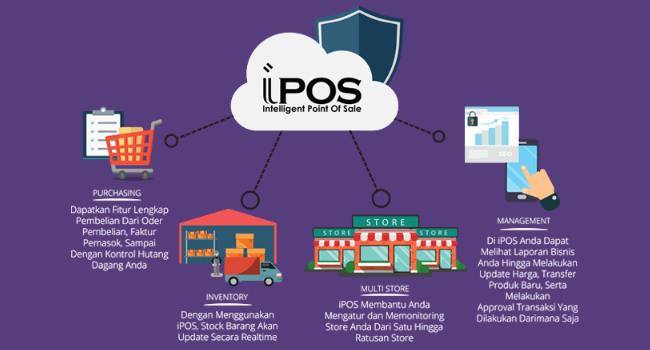 iPOS
Intelligent Point Of Sale
SEO
PURCHASING
Dapatkan Fitur Lengkap
Pembelian Dari Oder
Pembelian, Faktur
Pemasok, Sampai
Dengan Kontrol Hutang
Dagang Anda
INVENTORY
Dengan Menggunakan
iPOS, Stock Barang Akan
Update Secara Realtime
STORE
STORE
STORE
MULTI STORE
iPOS Membantu Anda
Mengatur dan Memonitoring
Store Anda Dari Satu Hingga
Ratusan Store
MANAGEMENT
Di iPOS Anda Dapat
Melihat Laporan Bisnis
Anda Hingga Melakukan
Update Harga, Transfer
Produk Baru, Serta
Melakukan
Approval Transaksi Yang
Dilakukan Darimana Saja